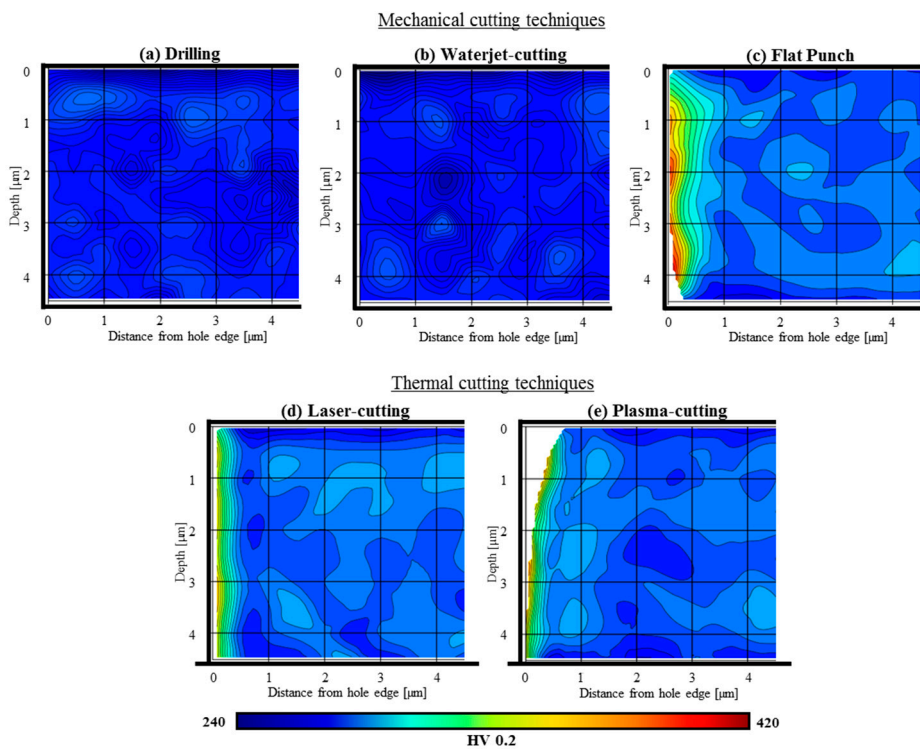 Mechanical cutting techniques
(a) Drilling
(b) Waterjet-cutting
(c) Flat Punch
Depth [μm]
0
1
2
3
4
0 1 2 3 4
Distance from hole edge [μm]
Depth [μm]
0
1
2
3
4
0 1 2 3 4
Distance from hole edge [μm]
Depth [μm]
0
1
2
3
4
0 1 2 3 4
Distance from hole edge [μm]
Thermal cutting techniques
(d) Laser-cutting
(e) Plasma-cutting
Depth [μm]
0
1
2
3
4
0 1 2 3 4
Distance from hole edge [μm]
Depth [μm]
0
1
2
3
4
0 1 2 3 4
Distance from hole edge [μm]
240
420
HV 0.2